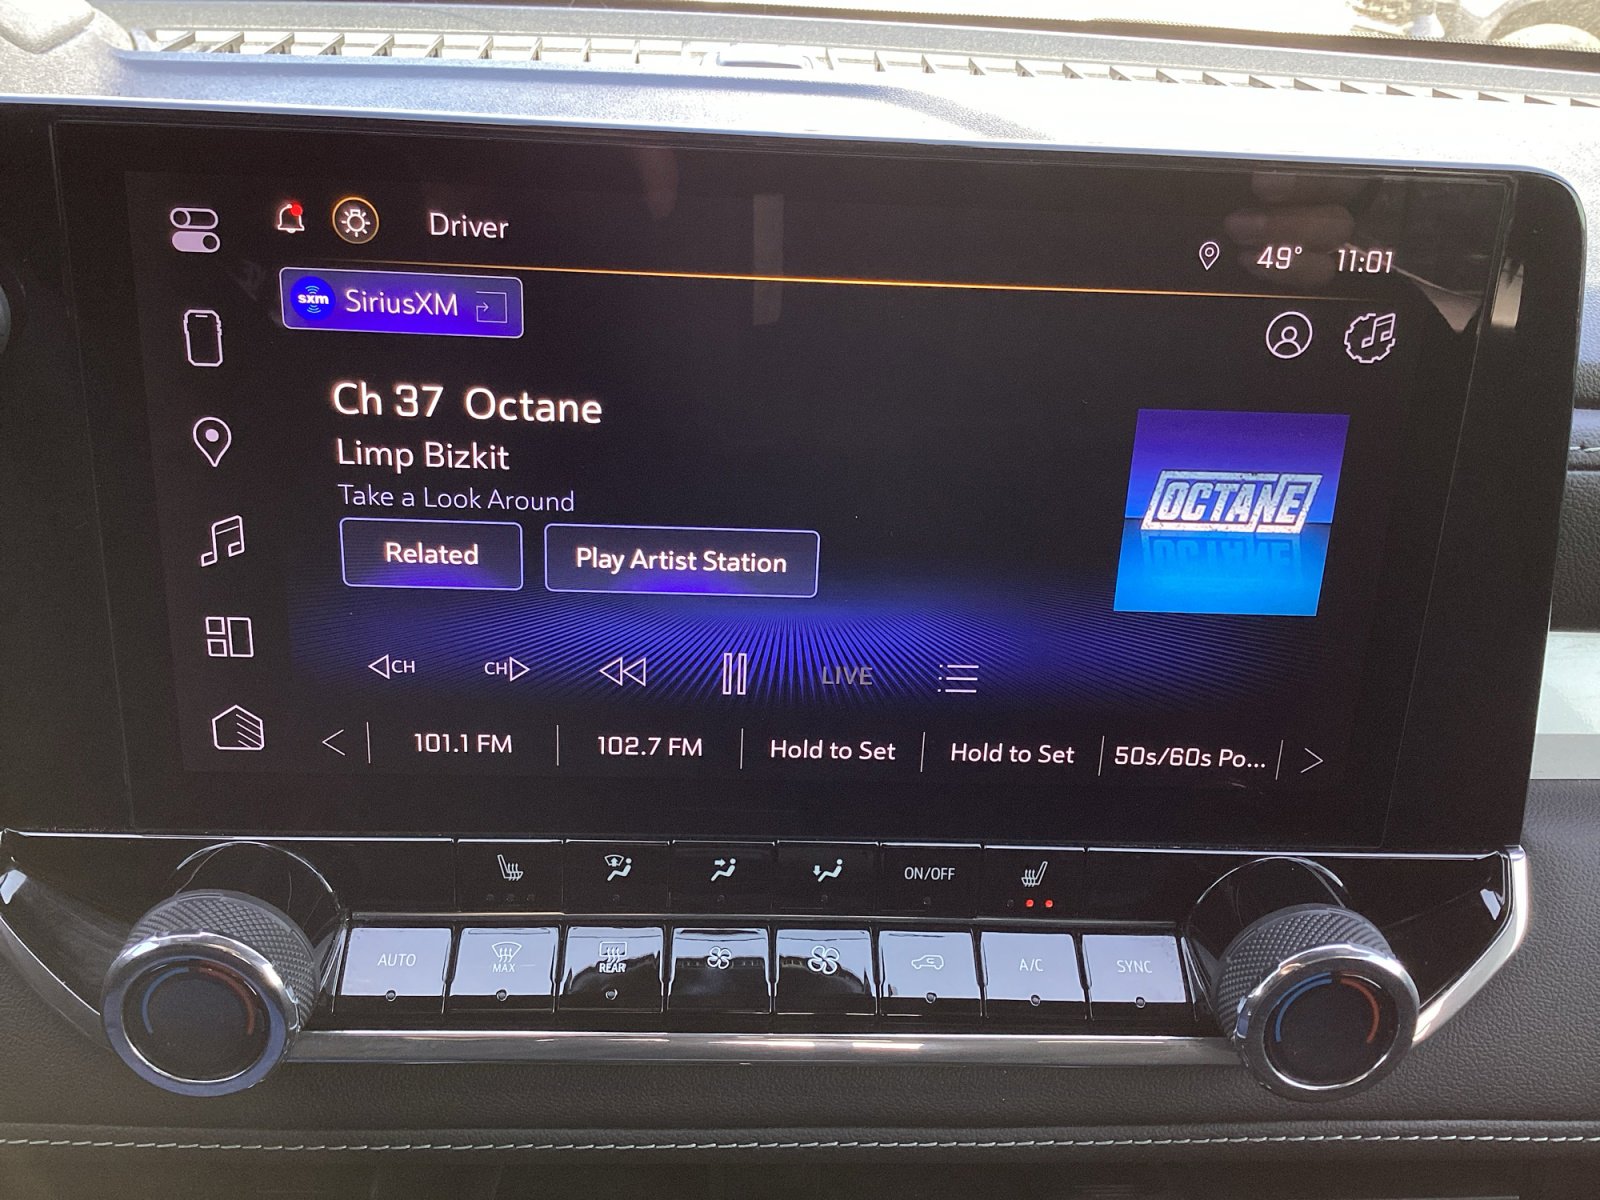 Driver
49° 11:01
sxm SiriusXM
Ch 37 Octane
Limp Bizkit
Take a Look Around
Related Play Artist Station
OCTANE
CH CH LIVE
101.1 FM 102.7 FM Hold to Set Hold to Set 50s/60s Po...
ON/OFF
AUTO MAX REAR A/C SYNC